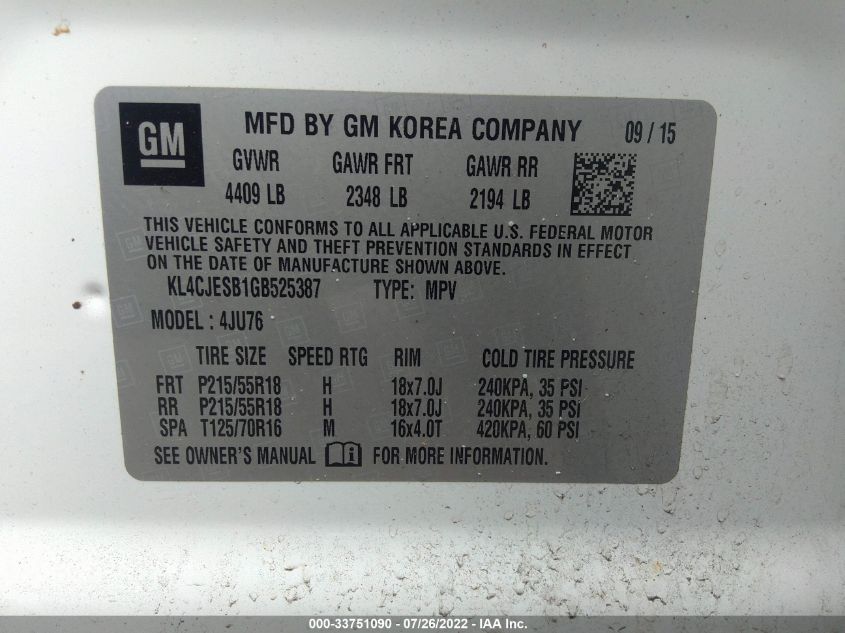 GM MFD BY GM KOREA COMPANY 09/15
GVWR GAWR FRT GAWR RR
4409 LB 2348 LB 2194 LB
THIS VEHICLE CONFORMS TO ALL APPLICABLE U.S. FEDERAL MOTOR
VEHICLE SAFETY AND THEFT PREVENTION STANDARDS IN EFFECT
ON THE DATE OF MANUFACTURE SHOWN ABOVE.
KL4CJESB1GB525387 TYPE: MPV
MODEL: 4JU76
TIRE SIZE SPEED RTG RIM COLD TIRE PRESSURE
FRT P215/55R18 H 18x7.0J 240KPA, 35 PSI
RR P215/55R18 H 18x7.0J 240KPA, 35 PSI
SPA T125/70R16 M 16x4.0T 420KPA, 60 PSI
SEE OWNER'S MANUAL i FOR MORE INFORMATION.
000-33751090 - 07/26/2022 - IAA Inc.